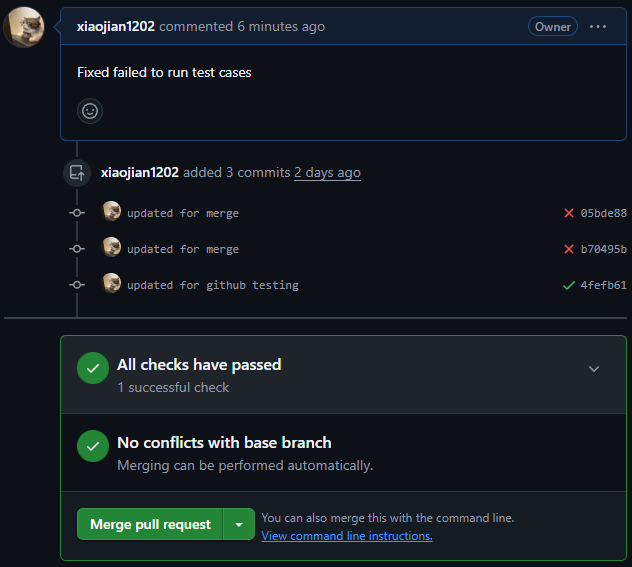 xiaojian1202 commented 6 minutes ago Owner
Fixed failed to run test cases
xiaojian1202 added 3 commits 2 days ago
updated for merge 05bde88
updated for merge b70495b
updated for github testing 4fefb61
All checks have passed
1 successful check
No conflicts with base branch
Merging can be performed automatically.
Merge pull request
You can also merge this with the command line.
View command line instructions.